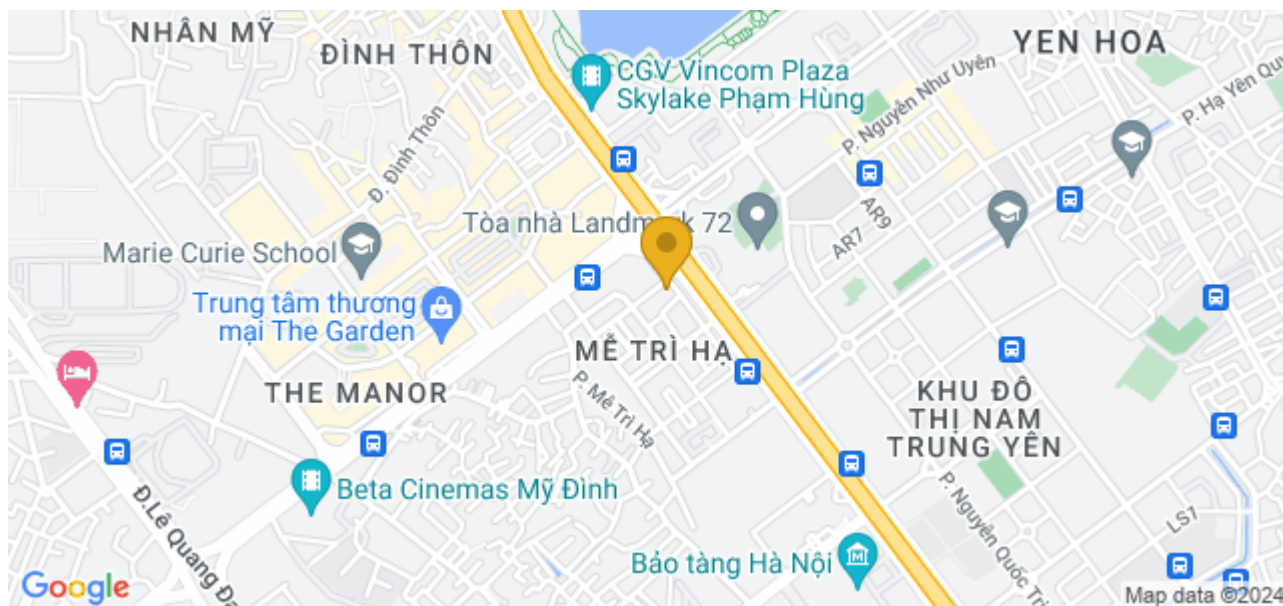 NHÂN MỸ
ĐÌNH THÔN
YEN HOA
CGV Vincom Plaza
Skylake Phạm Hùng
P. Nguyễn Như Uyên
P. Hạ Yên Quy
Đ. Đình Thôn
Tòa nhà Landmark 72
AR9
AR7
Marie Curie School
Trung tâm thương
mại The Garden
MỄ TRÌ HẠ
THE MANOR
P. Mễ Trì Hạ
KHU ĐÔ
THỊ NAM
TRUNG YÊN
Beta Cinemas Mỹ Đình
Đ.Lê Quang Đạ
P. Nguyễn Quốc Trị
LS7
Bảo tàng Hà Nội
Google
Map data ©2024